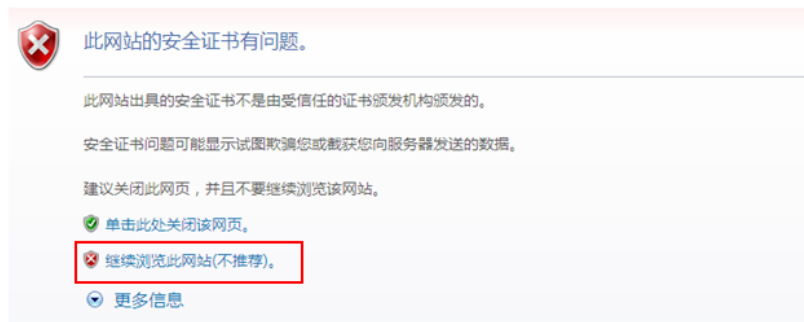 此网站的安全证书有问题。
此网站出具的安全证书不是由受信任的证书颁发机构颁发的。
安全证书问题可能显示试图欺骗您或截获您向服务器发送的数据。
建议关闭此网页，并且不要继续浏览该网站。
单击此处关闭该网页。
继续浏览此网站(不推荐)。
更多信息